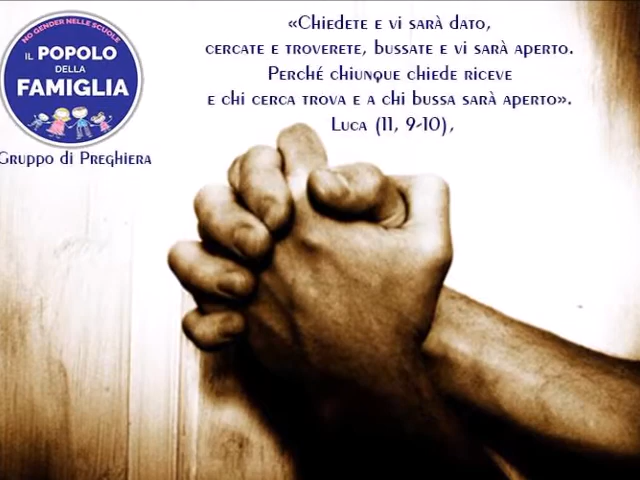 NO GENDER NELLE SCUOLE
IL POPOLO
DELLA
FAMIGLIA
Gruppo di Preghiera
«Chiedete e vi sarà dato,
cercate e troverete, bussate e vi sarà aperto.
Perché chiunque chiede riceve
e chi cerca trova e a chi bussa sarà aperto».
Luca (11, 9-10),